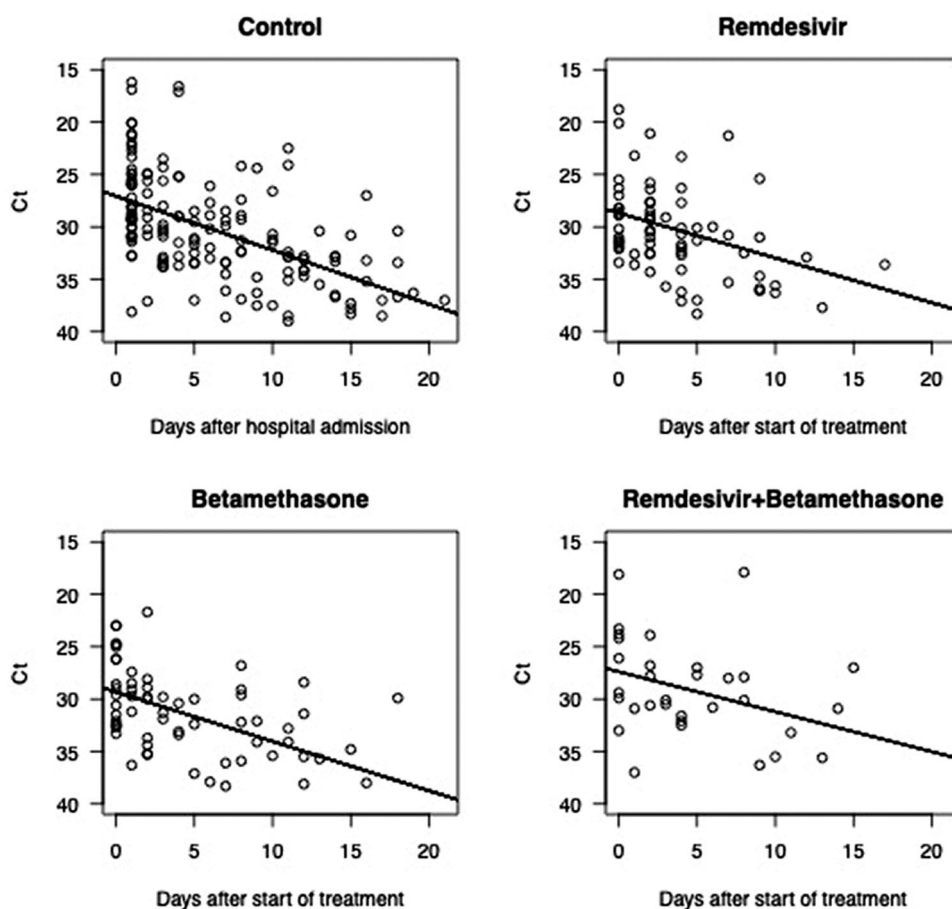 Control
Ct
15
20
25
30
35
40
0 5 10 15 20
Days after hospital admission
Remdesivir
Ct
15
20
25
30
35
40
0 5 10 15 20
Days after start of treatment
Betamethasone
Ct
15
20
25
30
35
40
0 5 10 15 20
Days after start of treatment
Remdesivir+Betamethasone
Ct
15
20
25
30
35
40
0 5 10 15 20
Days after start of treatment